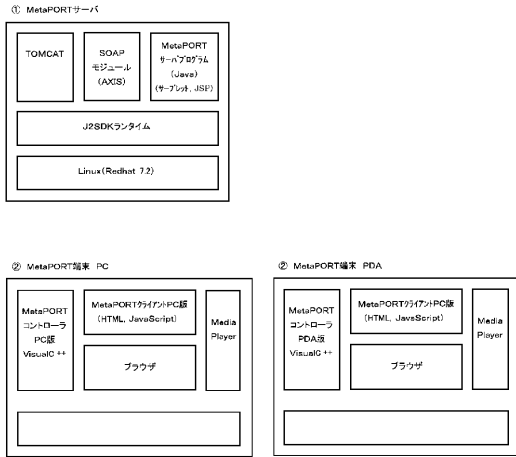 ① MetaPORTサーバ
TOMCAT
SOAP
モジュール
(AXIS)
MetaPORT
サーバプログラム
(Java)
(サーブレット, JSP)
J2SDKランタイム
Linux(Redhat 7.2)
② MetaPORT端末 PC
MetaPORT
コントローラ
PC版
VisualC ++
MetaPORTクライアントPC版
(HTML, JavaScript)
ブラウザ
Media
Player
② MetaPORT端末 PDA
MetaPORT
コントローラ
PDA版
VisualC ++
MetaPORTクライアントPC版
(HTML, JavaScript)
ブラウザ
Media
Player